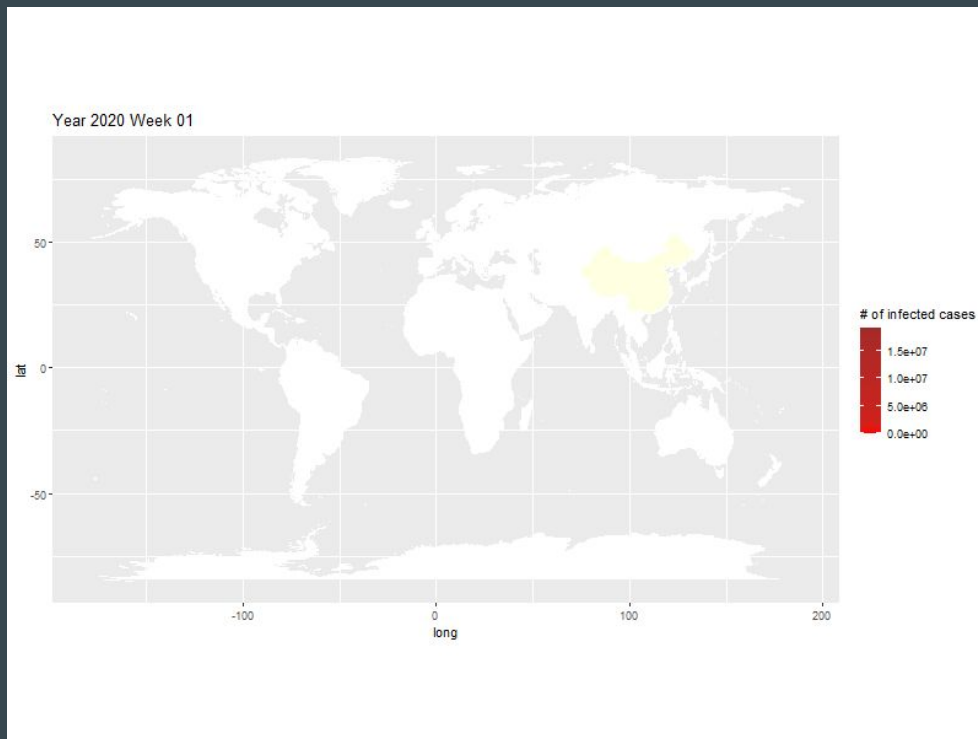 Year 2020 Week 01
50
0
-50
lat
-100
0
100
200
long
# of infected cases
1.5e+07
1.0e+07
5.0e+06
0.0e+00